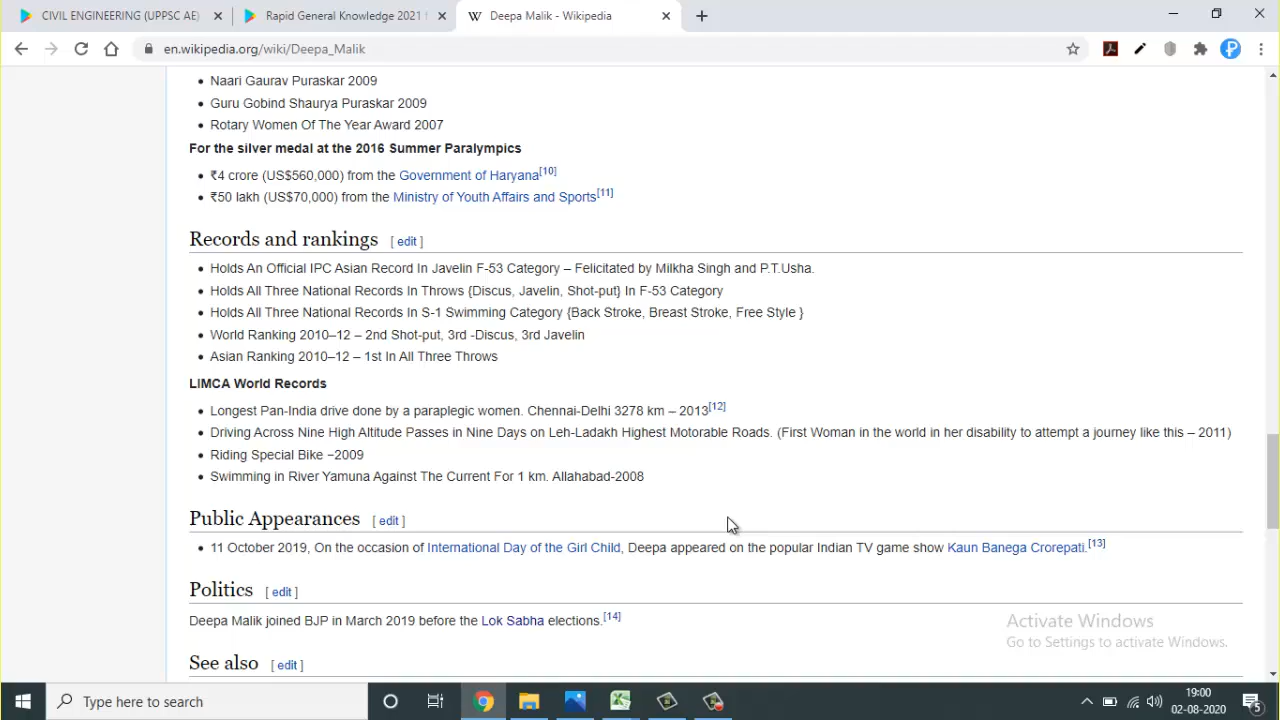 CIVIL ENGINEERING (UPPSC AE)
Rapid General Knowledge 2021 f
Deepa Malik - Wikipedia
en.wikipedia.org/wiki/Deepa_Malik
Naari Gaurav Puraskar 2009
Guru Gobind Shaurya Puraskar 2009
Rotary Women Of The Year Award 2007
For the silver medal at the 2016 Summer Paralympics
₹4 crore (US$560,000) from the Government of Haryana[10]
₹50 lakh (US$70,000) from the Ministry of Youth Affairs and Sports[11]
Records and rankings [ edit ]
Holds An Official IPC Asian Record In Javelin F-53 Category – Felicitated by Milkha Singh and P.T.Usha.
Holds All Three National Records In Throws {Discus, Javelin, Shot-put} In F-53 Category
Holds All Three National Records In S-1 Swimming Category {Back Stroke, Breast Stroke, Free Style }
World Ranking 2010–12 – 2nd Shot-put, 3rd -Discus, 3rd Javelin
Asian Ranking 2010–12 – 1st In All Three Throws
LIMCA World Records
Longest Pan-India drive done by a paraplegic women. Chennai-Delhi 3278 km – 2013[12]
Driving Across Nine High Altitude Passes in Nine Days on Leh-Ladakh Highest Motorable Roads. (First Woman in the world in her disability to attempt a journey like this – 2011)
Riding Special Bike −2009
Swimming in River Yamuna Against The Current For 1 km. Allahabad-2008
Public Appearances [ edit ]
11 October 2019, On the occasion of International Day of the Girl Child, Deepa appeared on the popular Indian TV game show Kaun Banega Crorepati.[13]
Politics [ edit ]
Deepa Malik joined BJP in March 2019 before the Lok Sabha elections.[14]
Activate Windows
Go to Settings to activate Windows.
See also [ edit ]
Type here to search
19:00
02-08-2020
5